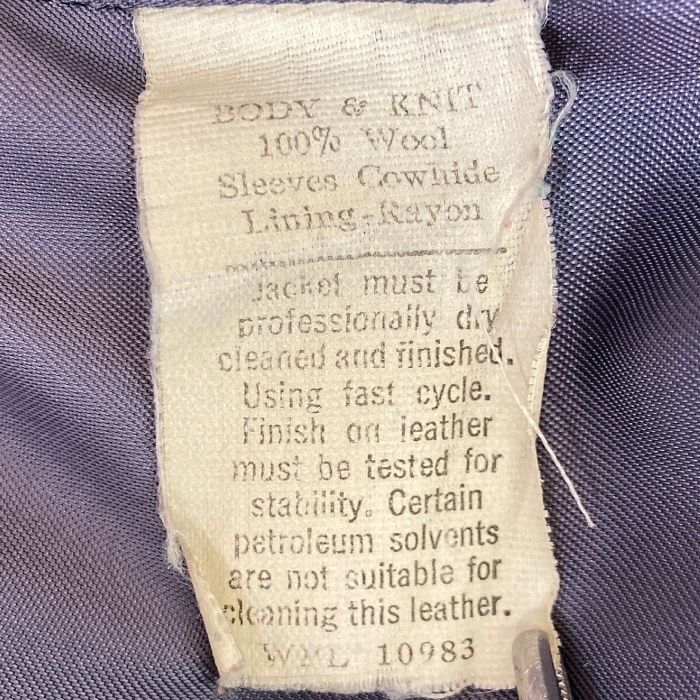 BODY & KNIT
100% Wool
Sleeves Cowhide
Lining-Rayon
Jacket must be
professionally dry
cleaned and finished.
Using fast cycle.
Finish on leather
must be tested for
stability. Certain
petroleum solvents
are not suitable for
cleaning this leather.
WPL 10983